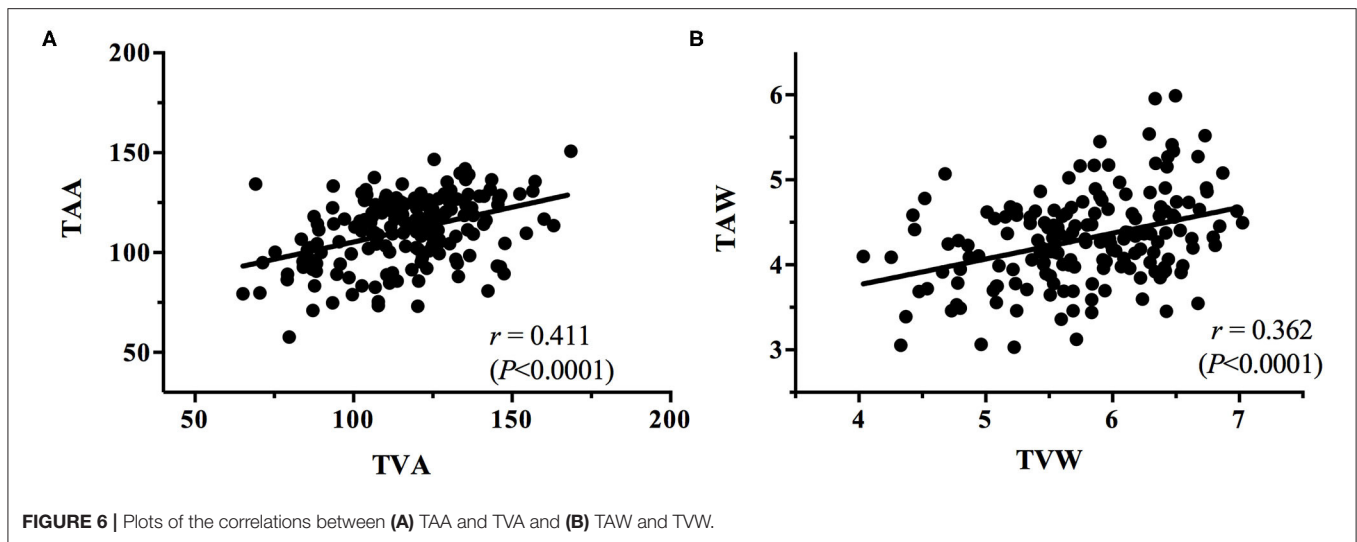 A
TAA
200
150
100
50
50 100 150 200
TVA
r = 0.411
(P<0.0001)
B
TAW
6
5
4
3
4 5 6 7
TVW
r = 0.362
(P<0.0001)
FIGURE 6 | Plots of the correlations between (A) TAA and TVA and (B) TAW and TVW.